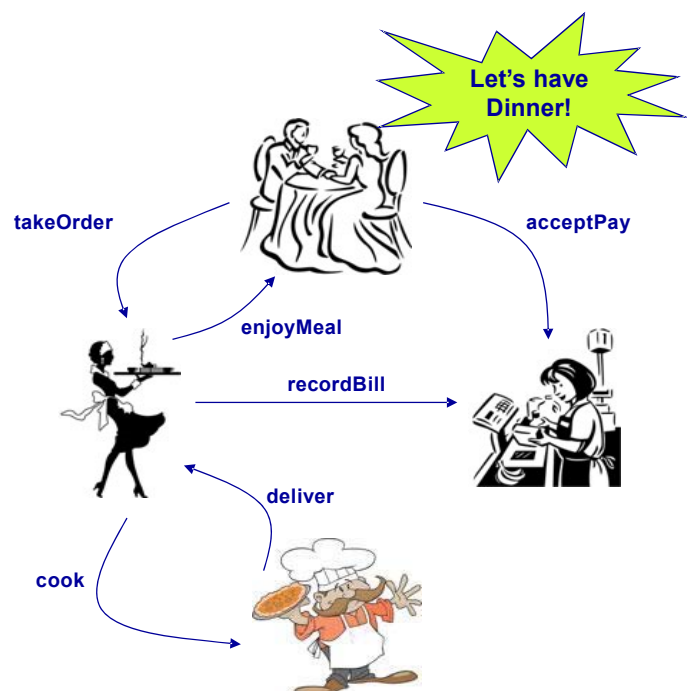 Let's have
Dinner!
takeOrder
acceptPay
enjoyMeal
recordBill
deliver
cook